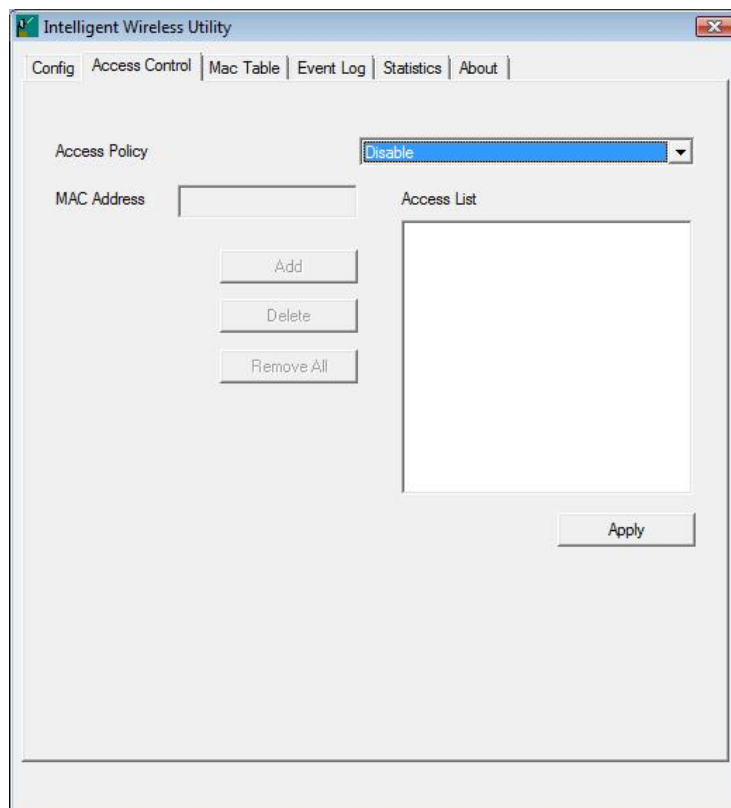 Intelligent Wireless Utility
Config Access Control Mac Table Event Log Statistics About
Access Policy Disable
MAC Address Access List
Add
Delete
Remove All
Apply